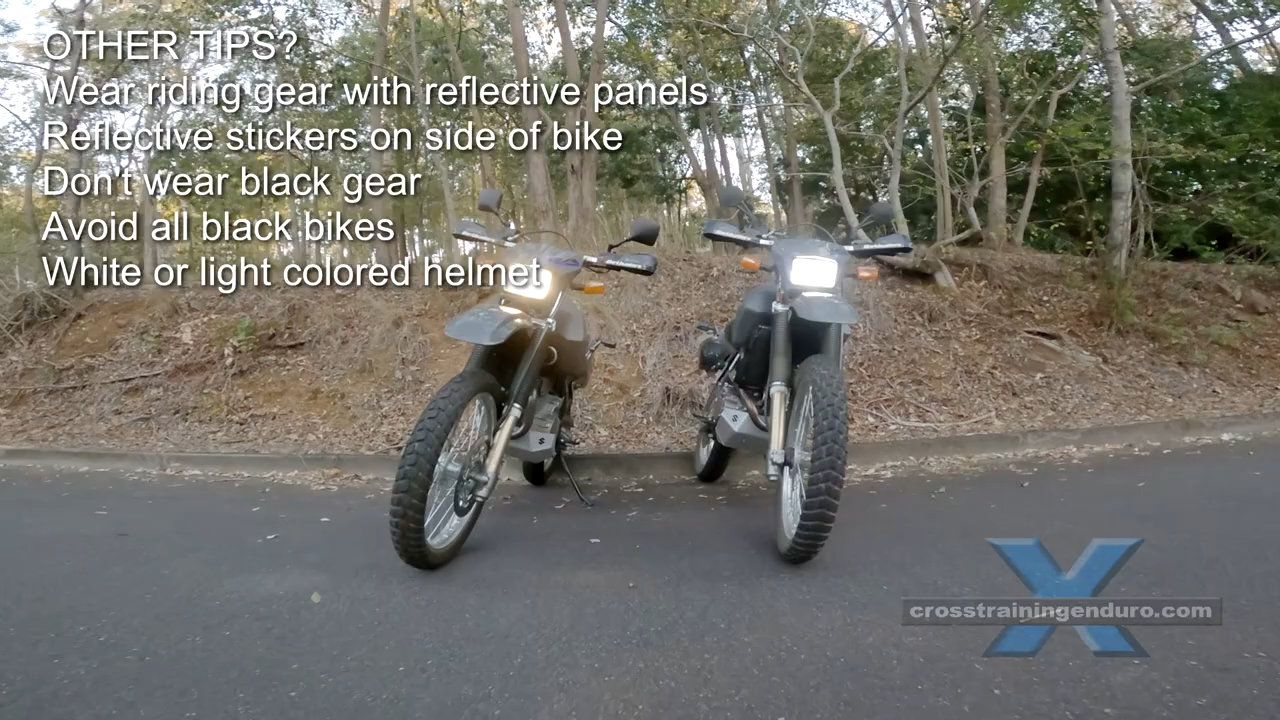 OTHER TIPS?
Wear riding gear with reflective panels
Reflective stickers on side of bike
Don't wear black gear
Avoid all black bikes
White or light colored helmet
X
crosstrainingenduro.com